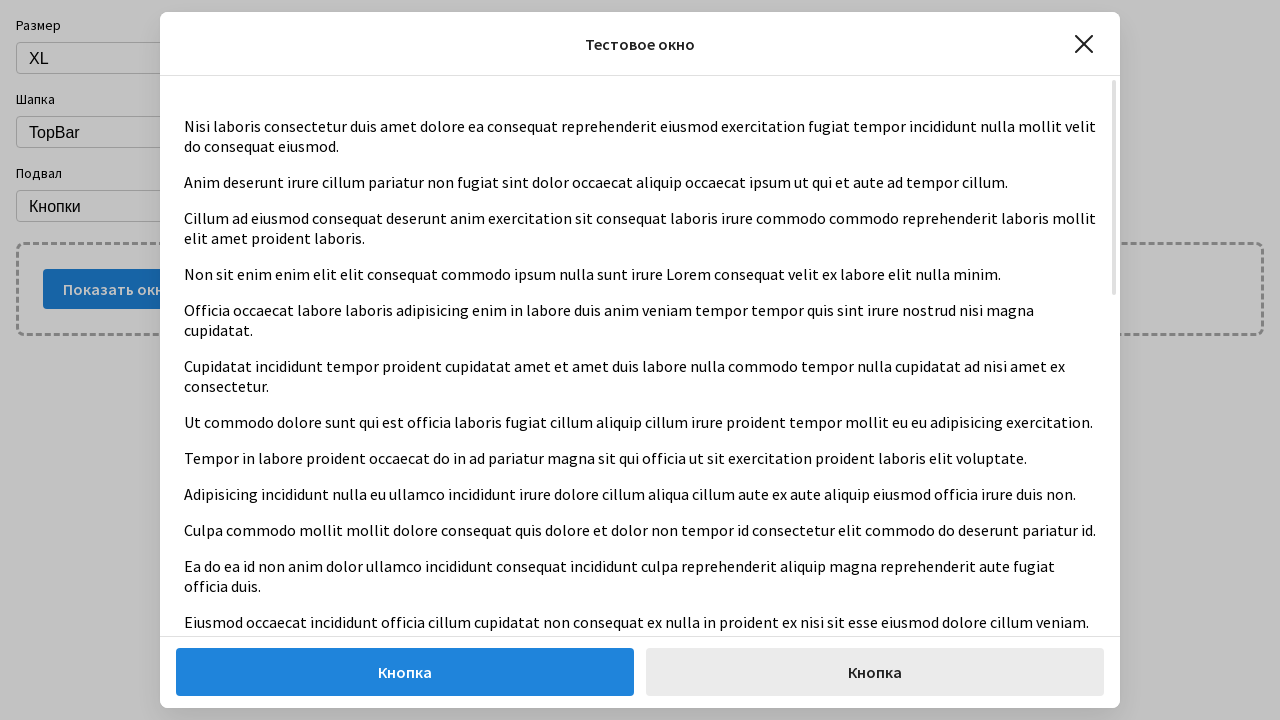 Размер
XL
Шапка
TopBar
Подвал
Кнопки
Показать окн
Тестовое окно
Nisi laboris consectetur duis amet dolore ea consequat reprehenderit eiusmod exercitation fugiat tempor incididunt nulla mollit velit
do consequat eiusmod.
Anim deserunt irure cillum pariatur non fugiat sint dolor occaecat aliquip occaecat ipsum ut qui et aute ad tempor cillum.
Cillum ad eiusmod consequat deserunt anim exercitation sit consequat laboris irure commodo commodo reprehenderit laboris mollit
elit amet proident laboris.
Non sit enim enim elit elit consequat commodo ipsum nulla sunt irure Lorem consequat velit ex labore elit nulla minim.
Officia occaecat labore laboris adipisicing enim in labore duis anim veniam tempor tempor quis sint irure nostrud nisi magna
cupidatat.
Cupidatat incididunt tempor proident cupidatat amet et amet duis labore nulla commodo tempor nulla cupidatat ad nisi amet ex
consectetur.
Ut commodo dolore sunt qui est officia laboris fugiat cillum aliquip cillum irure proident tempor mollit eu eu adipisicing exercitation.
Tempor in labore proident occaecat do in ad pariatur magna sit qui officia ut sit exercitation proident laboris elit voluptate.
Adipisicing incididunt nulla eu ullamco incididunt irure dolore cillum aliqua cillum aute ex aute aliquip eiusmod officia irure duis non.
Culpa commodo mollit mollit dolore consequat quis dolore et dolor non tempor id consectetur elit commodo do deserunt pariatur id.
Ea do ea id non anim dolor ullamco incididunt consequat incididunt culpa reprehenderit aliquip magna reprehenderit aute fugiat
officia duis.
Eiusmod occaecat incididunt officia cillum cupidatat non consequat ex nulla in proident ex nisi sit esse eiusmod dolore cillum veniam.
Кнопка
Кнопка